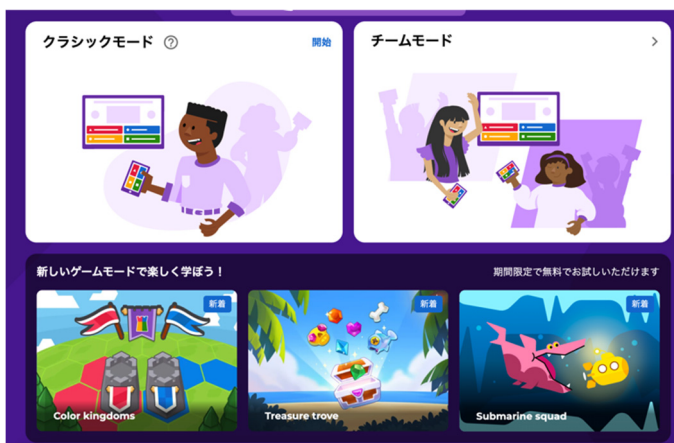 クラシックモード
開始
チームモード
新しいゲームモードで楽しく学ぼう！
期間限定で無料でお試しいただけます
新着
新着
新着
Color kingdoms
Treasure trove
Submarine squad